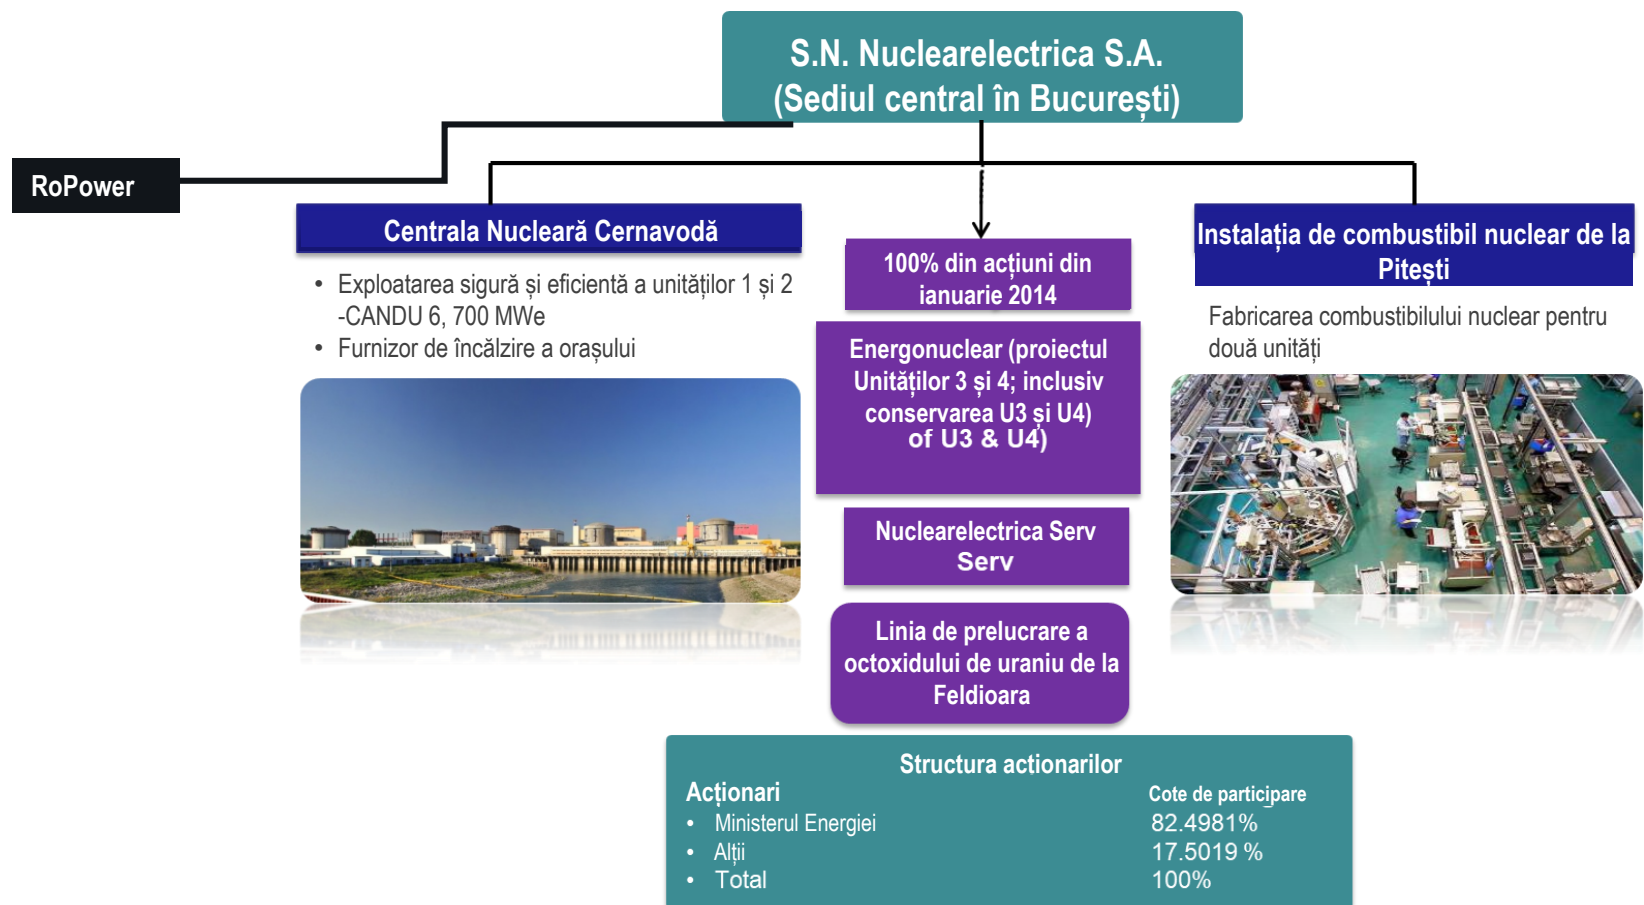 S.N. Nuclearelectrica S.A.
(Sediul central în București)
RoPower
Centrala Nucleară Cernavodă
• Exploatarea sigură și eficientă a unităților 1 și 2
-CANDU 6, 700 MWe
• Furnizor de încălzire a orașului
100% din acțiuni din
ianuarie 2014
Energonuclear (proiectul
Unităților 3 și 4; inclusiv
conservarea U3 și U4)
of U3 & U4)
Nuclearelectrica Serv
Serv
Linia de prelucrare a
octoxidului de uraniu de la
Feldioara
Instalația de combustibil nuclear de la
Pitești
Fabricarea combustibilului nuclear pentru
două unități
Structura actionarilor
Acționari Cote de participare
• Ministerul Energiei 82.4981%
• Alții 17.5019 %
• Total 100%